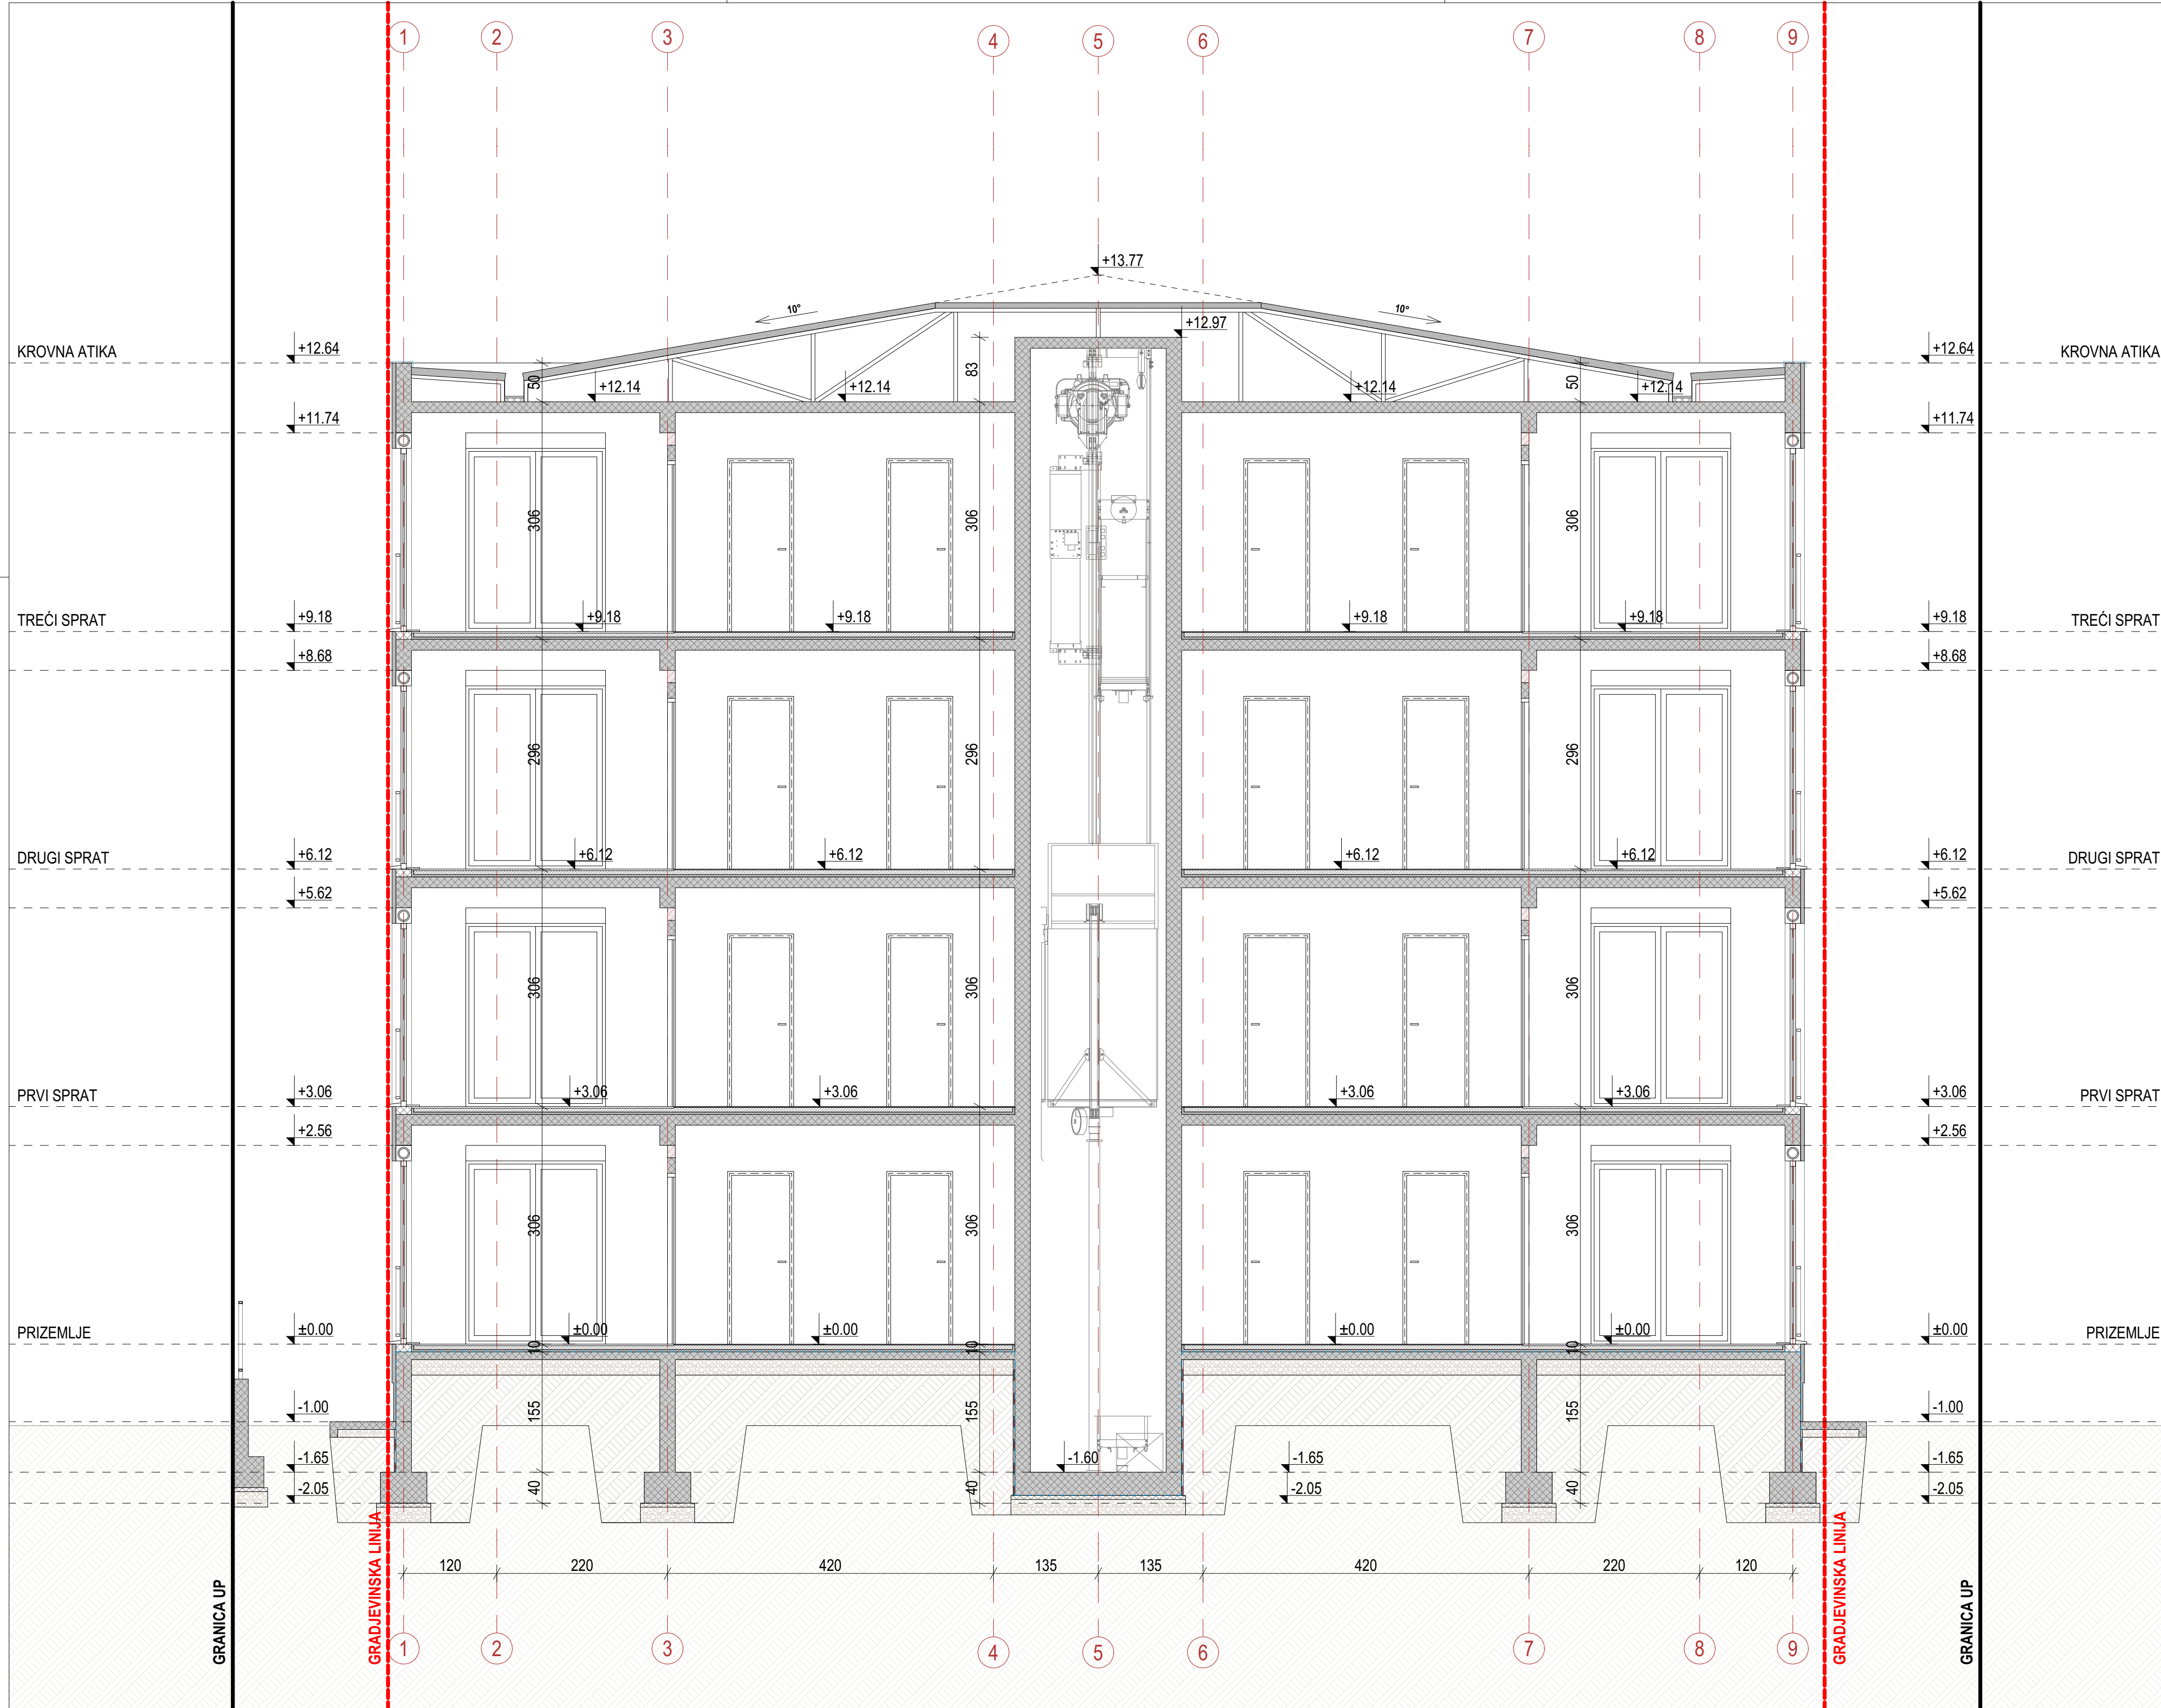 1 2 3 4 5 6 7 8 9
+13.77
10° 10°
+12.97
KROVNA ATIKA +12.64 +12.64 KROVNA ATIKA
83
50 +12.14 +12.14 +12.14 50 +12.14
+11.74 +11.74
306 306 306
TREĆI SPRAT +9.18 +9.18 +9.18 +9.18 +9.18 +9.18 TREĆI SPRAT
+8.68 +8.68
296 296 296
DRUGI SPRAT +6.12 +6.12 +6.12 +6.12 +6.12 +6.12 DRUGI SPRAT
+5.62 +5.62
306 306 306
PRVI SPRAT +3.06 +3.06 +3.06 +3.06 +3.06 +3.06 PRVI SPRAT
+2.56 +2.56
306 306 306
PRIZEMLJE ±0.00 ±0.00 ±0.00 ±0.00 ±0.00 ±0.00 PRIZEMLJE
10 10 10
-1.00 155 155 155 -1.00
-1.65 -1.60 -1.65 -1.65
-2.05 40 40 -2.05 40 -2.05
120 220 420 135 135 420 220 120
GRANICA UP
GRADJEVINSKA LINIJA
GRADJEVINSKA LINIJA
GRANICA UP
1 2 3 4 5 6 7 8 9